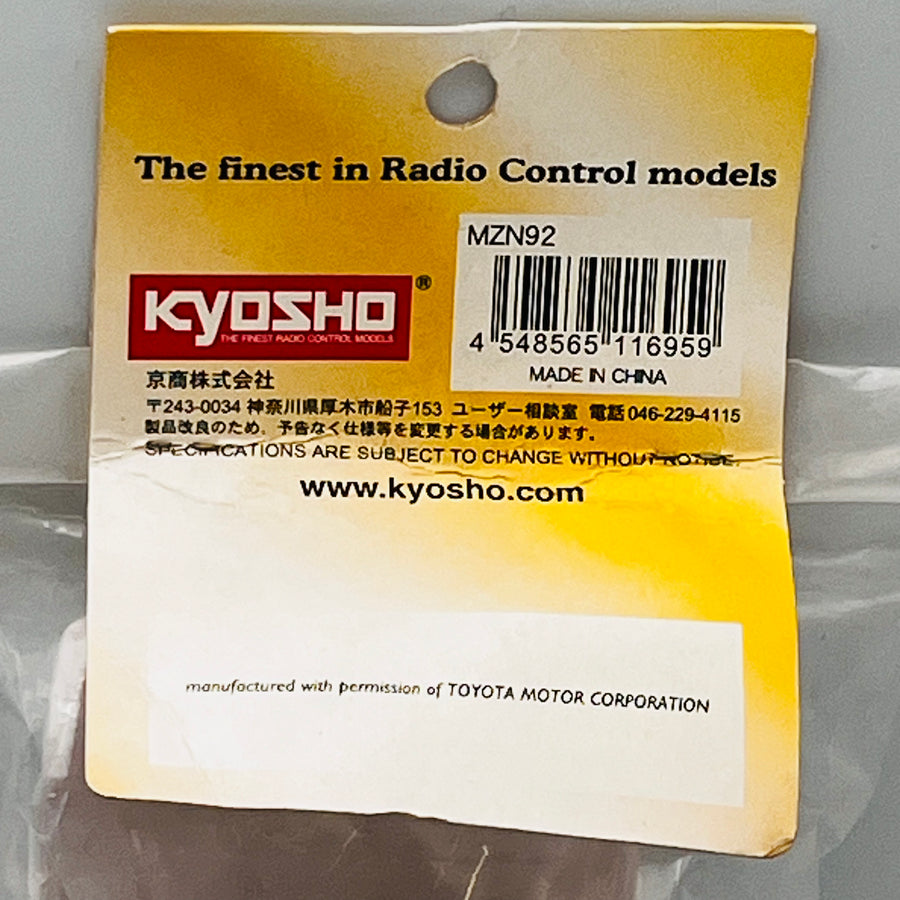 The finest in Radio Control models
MZN92
4 548565 116959
MADE IN CHINA
KYOSHO®
THE FINEST RADIO CONTROL MODELS
京商株式会社
〒243-0034 神奈川県厚木市船子153 ユーザー相談室 電話046-229-4115
製品改良のため、予告なく仕様等を変更する場合があります。
SPECIFICATIONS ARE SUBJECT TO CHANGE WITHOUT NOTICE.
www.kyosho.com
manufactured with permission of TOYOTA MOTOR CORPORATION